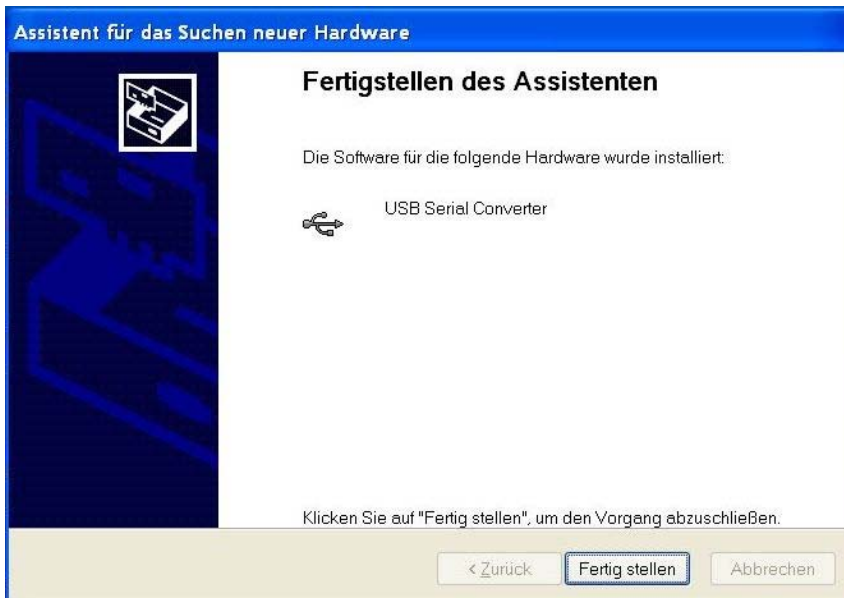 Assistent für das Suchen neuer Hardware
Fertigstellen des Assistenten
Die Software für die folgende Hardware wurde installiert:
USB Serial Converter
Klicken Sie auf "Fertig stellen", um den Vorgang abzuschließen.
< Zurück Fertig stellen Abbrechen